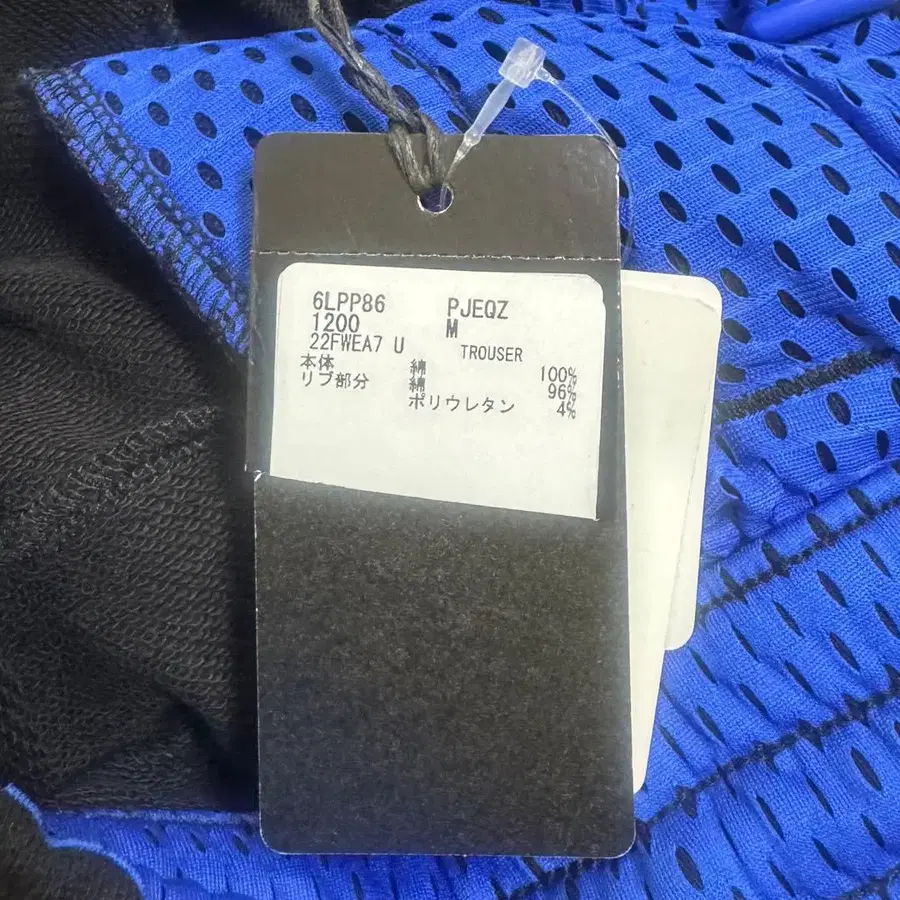 6LPP86 PJEQZ
1200 M
22FWEA7 U TROUSER
本体 綿 100%
リブ部分 綿 96%
ポリウレタン 4%